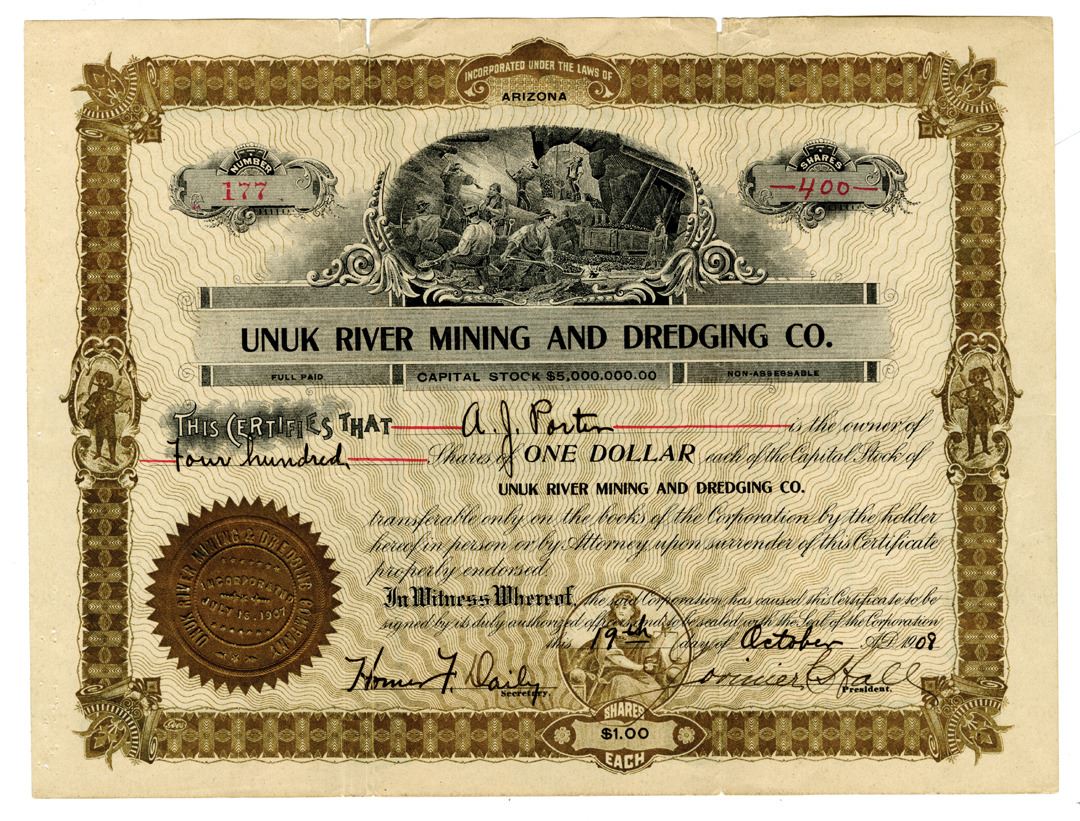 INCORPORATED UNDER THE LAWS OF
ARIZONA
NUMBER
177
SHARES
—400—
UNUK RIVER MINING AND DREDGING CO.
FULL PAID
CAPITAL STOCK $5,000,000.00
NON-ASSESSABLE
THIS CERTIFIES THAT A. J. Porter is the owner of
Four hundred Shares of ONE DOLLAR each of the Capital Stock of
UNUK RIVER MINING AND DREDGING CO.
transferable only on the books of the Corporation by the holder
hereof in person or by Attorney upon surrender of this Certificate
properly endorsed.
In Witness Whereof, the said Corporation has caused this Certificate to be
signed by its duly authorized officers and to be sealed with the Seal of the Corporation
this 19th day of October A.D. 1908
UNUK RIVER MINING & DREDGING COMPANY
INCORPORATED
JULY 15, 1907
Homer F. Daily
Secretary.
Hall
President.
SHARES
$1.00
EACH